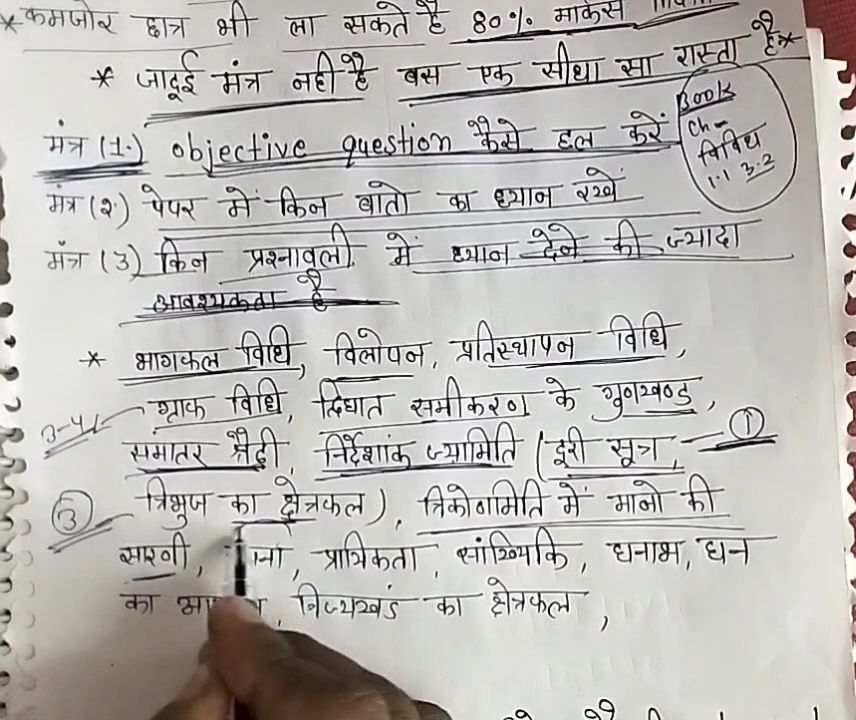 * कमजोर छात्र भी ला सकते है 80% मार्कस
* जादूई मंत्र नही है बस एक सीधा सा रास्ता है *
Book
Ch-
विविध
1.1 3.2
मंत्र (1.) objective question कैसे हल करें
मंत्र (2.) पेपर में किन बातो का ध्यान रखें
मंत्र (3) किन प्रश्नावली में ध्यान देने की ज्यादा
आवश्यकता है
* भागफल विधि, विलोपन, प्रतिस्थापन विधि,
3-4 ग्राफ विधि, द्विघात समीकरण के गुणखण्ड,
समातर श्रेढ़ी, निर्देशांक ज्यामिति (दूरी सूत्र, 1
3 त्रिभुज का क्षेत्रफल), त्रिकोणमिति में मानो की
सारणी, प्रायिकता, सांख्यिकि, घनाभ, घन
का त्रिज्यखंड का क्षेत्रफल,